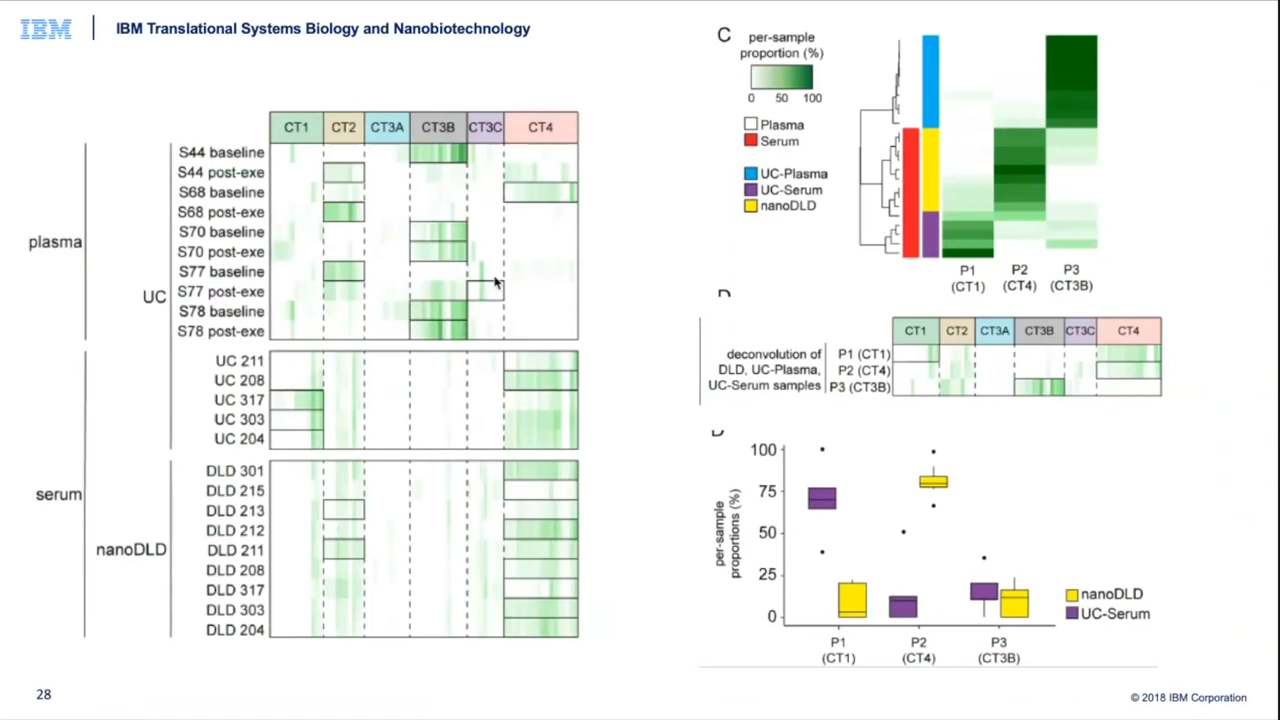 IBM
IBM Translational Systems Biology and Nanobiotechnology
CT1 CT2 CT3A CT3B CT3C CT4
plasma
UC
S44 baseline
S44 post-exe
S68 baseline
S68 post-exe
S70 baseline
S70 post-exe
S77 baseline
S77 post-exe
S78 baseline
S78 post-exe
UC 211
UC 208
UC 317
UC 303
UC 204
serum
nanoDLD
DLD 301
DLD 215
DLD 213
DLD 212
DLD 211
DLD 208
DLD 317
DLD 303
DLD 204
C
per-sample
proportion (%)
0 50 100
Plasma
Serum
UC-Plasma
UC-Serum
nanoDLD
P1 P2 P3
(CT1) (CT4) (CT3B)
CT1 CT2 CT3A CT3B CT3C CT4
deconvolution of
DLD, UC-Plasma,
UC-Serum samples
P1 (CT1)
P2 (CT4)
P3 (CT3B)
per-sample
proportions (%)
100
75
50
25
0
P1 P2 P3
(CT1) (CT4) (CT3B)
nanoDLD
UC-Serum
28
© 2018 IBM Corporation